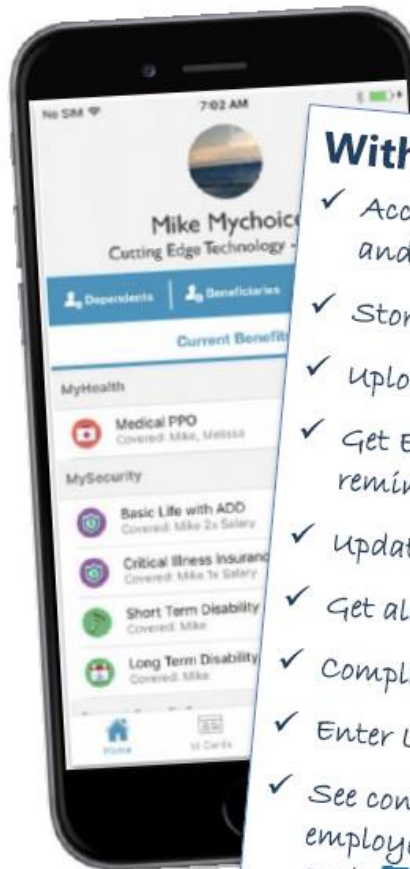 No SIM
7:02 AM
Mike Mychoice
Cutting Edge Technology -
Dependents
Beneficiaries
Current Benefits
MyHealth
Medical PPO
Covered: Mike, Melissa
MySecurity
Basic Life with ADD
Covered: Mike 2x Salary
Critical Illness Insurance
Covered: Mike 1x Salary
Short Term Disability
Covered: Mike
Long Term Disability
Covered: Mike
Home
Id Cards
With
✓ Acc
and
✓ Stor
✓ Uplo
✓ Get E
remin
✓ Updat
✓ Get al
✓ Compl
✓ Enter
✓ See con
employe